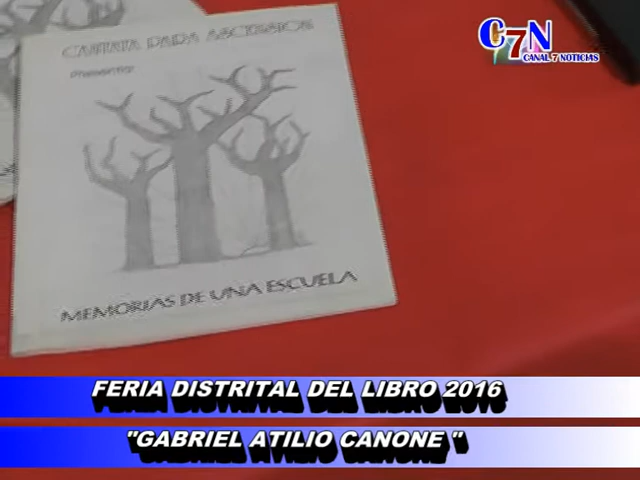 C7N
CANAL 7 NOTICIAS
CANTATA PARA ASCENSION
MEMORIAS DE UNA ESCUELA
FERIA DISTRITAL DEL LIBRO 2016
"GABRIEL ATILIO CANONE "